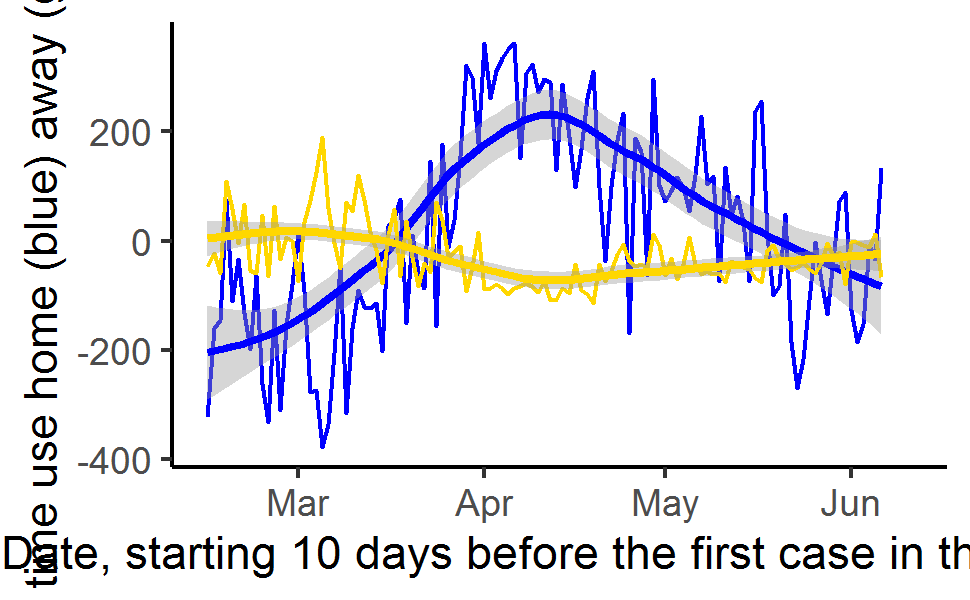 time use home (blue) away (
200
0
-200
-400
Mar
Apr
May
Jun
Date, starting 10 days before the first case in th